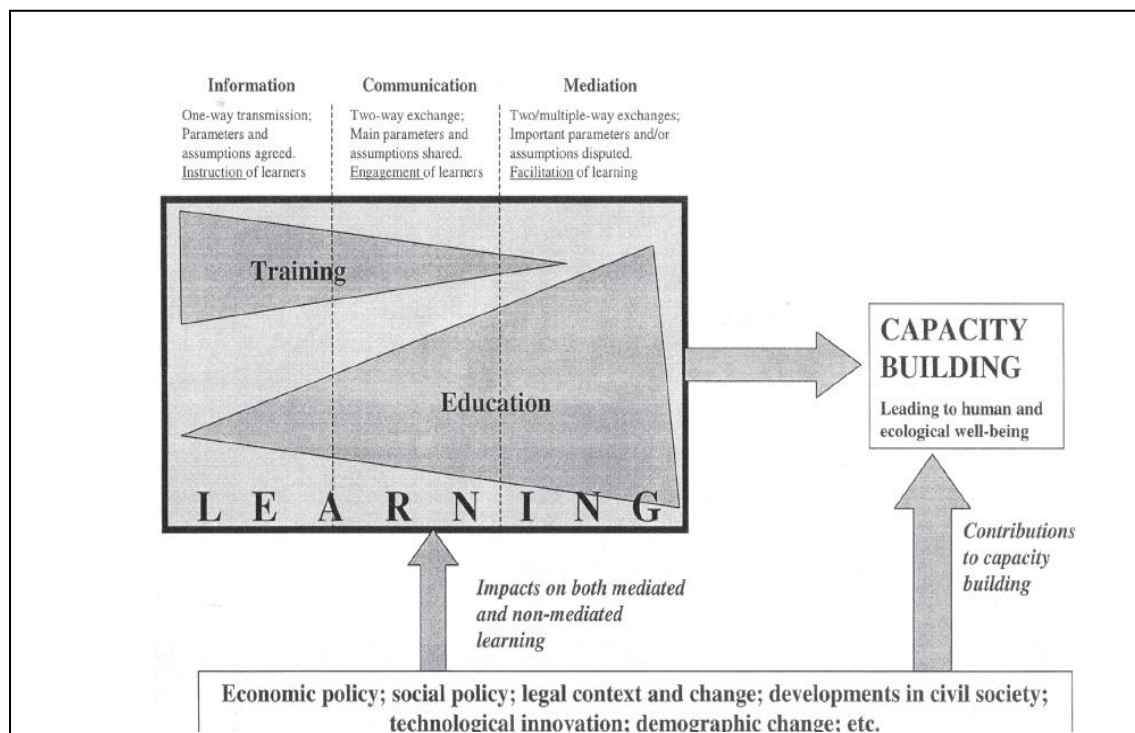 Information
One-way transmission;
Parameters and
assumptions agreed.
Instruction of learners
Communication
Two-way exchange;
Main parameters and
assumptions shared.
Engagement of learners
Mediation
Two/multiple-way exchanges;
Important parameters and/or
assumptions disputed.
Facilitation of learning
Training
Education
LEARNING
CAPACITY
BUILDING
Leading to human and
ecological well-being
Impacts on both mediated
and non-mediated
learning
Contributions
to capacity
building
Economic policy; social policy; legal context and change; developments in civil society;
technological innovation; demographic change; etc.